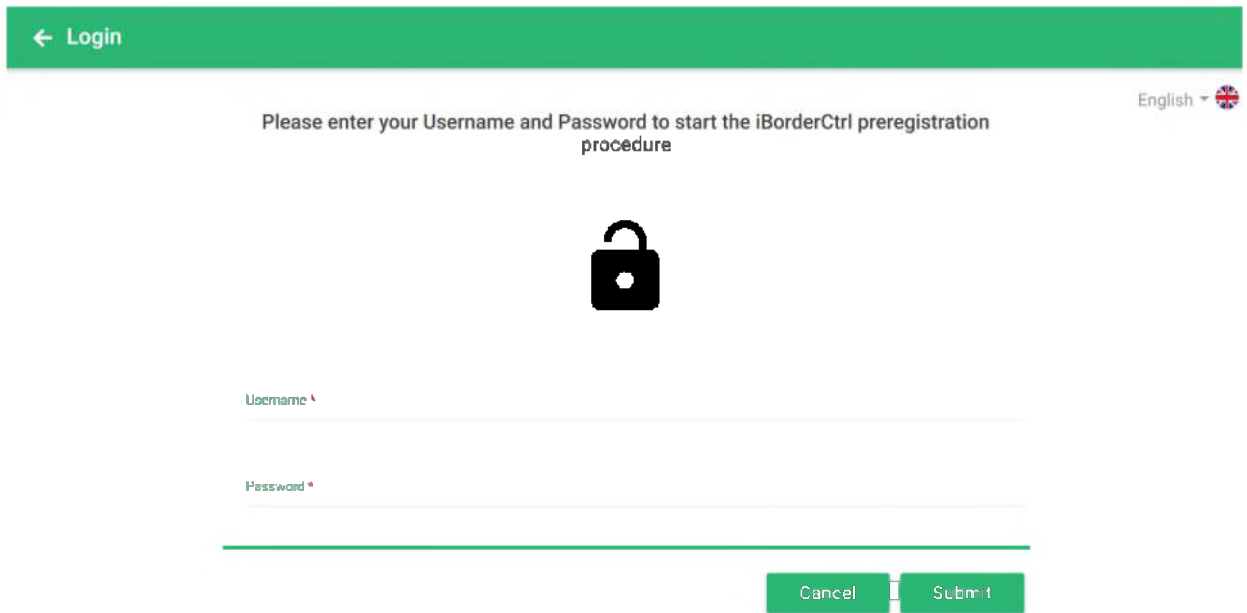 ← Login
English
Please enter your Username and Password to start the iBorderCtrl preregistration
procedure
Username *
Password *
Cancel
Submit